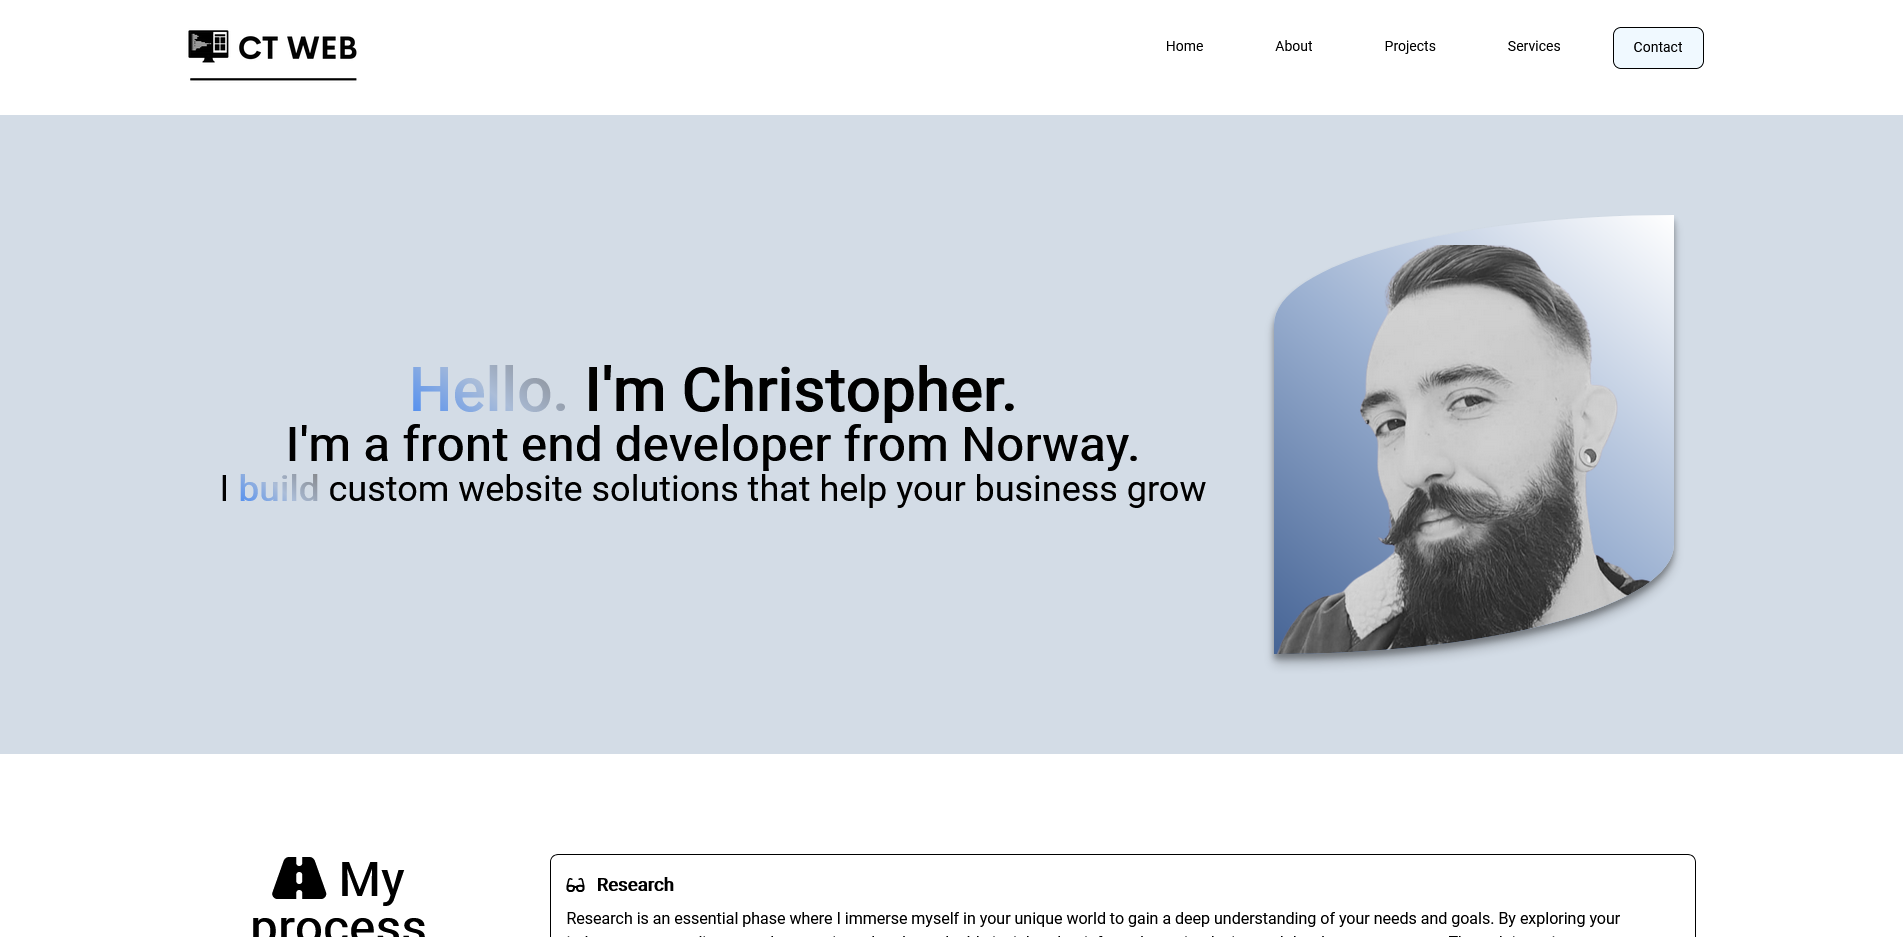 CT WEB
Home
About
Projects
Services
Contact
Hello. I'm Christopher.
I'm a front end developer from Norway.
I build custom website solutions that help your business grow
My
process
Research
Research is an essential phase where I immerse myself in your unique world to gain a deep understanding of your needs and goals. By exploring your